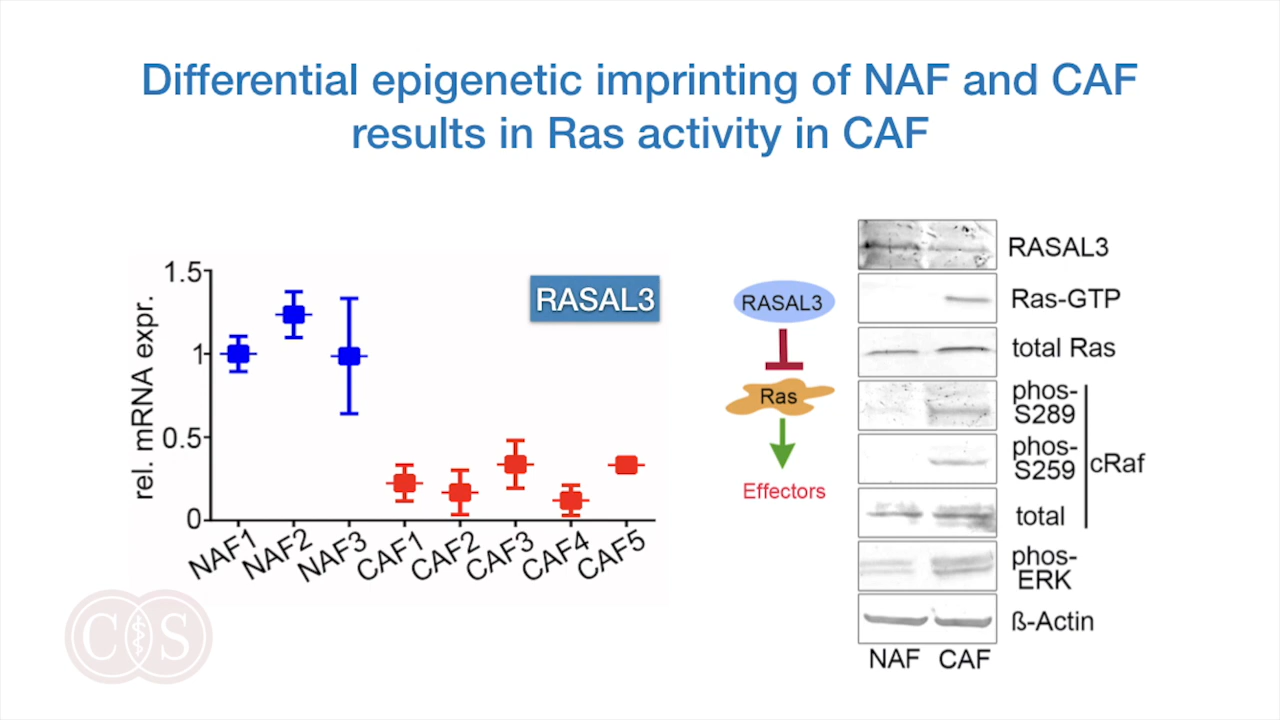 Differential epigenetic imprinting of NAF and CAF
results in Ras activity in CAF
rel. mRNA expr.
1.5
1
0.5
0
RASAL3
NAF1
NAF2
NAF3
CAF1
CAF2
CAF3
CAF4
CAF5
RASAL3
Ras
Effectors
RASAL3
Ras-GTP
total Ras
phos-
S289
phos-
S259
cRaf
total
phos-
ERK
ß-Actin
NAF CAF
C S